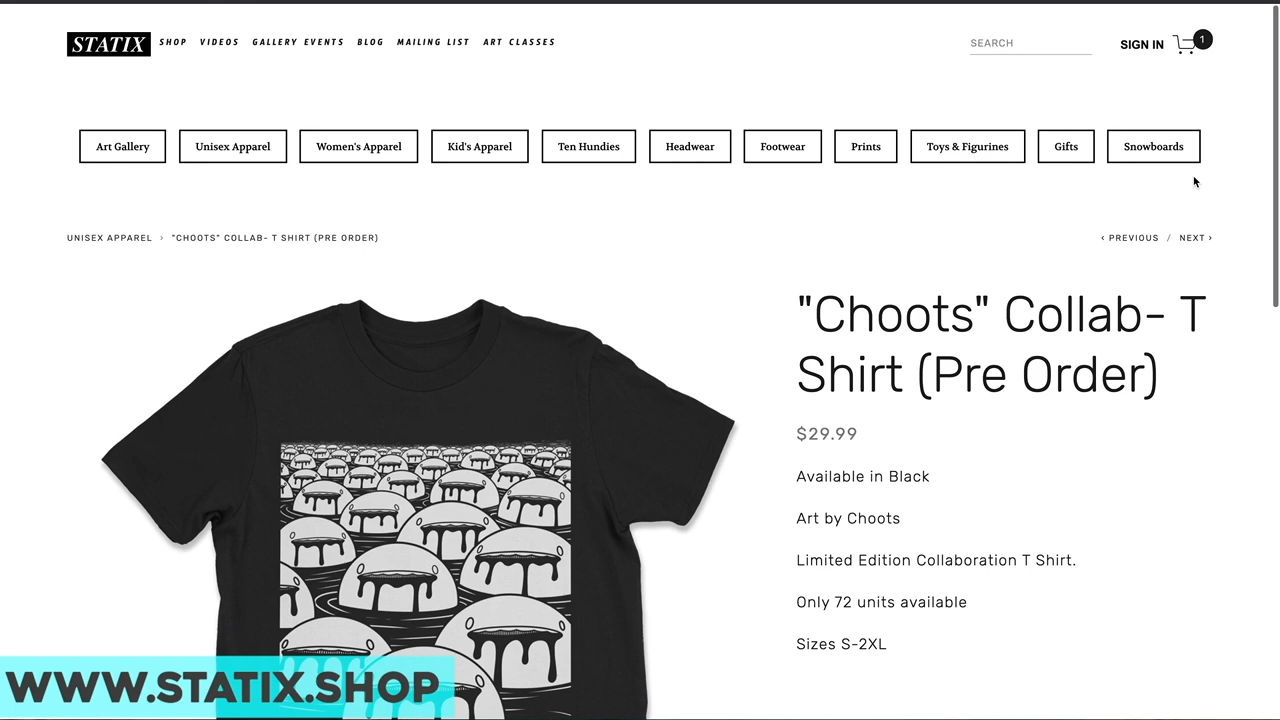 STATIX SHOP VIDEOS GALLERY EVENTS BLOG MAILING LIST ART CLASSES SEARCH SIGN IN 1
Art Gallery Unisex Apparel Women's Apparel Kid's Apparel Ten Hundies Headwear Footwear Prints Toys & Figurines Gifts Snowboards
UNISEX APPAREL › "CHOOTS" COLLAB- T SHIRT (PRE ORDER) ‹ PREVIOUS / NEXT ›
"Choots" Collab- T
Shirt (Pre Order)
$29.99
Available in Black
Art by Choots
Limited Edition Collaboration T Shirt.
Only 72 units available
Sizes S-2XL
WWW.STATIX.SHOP